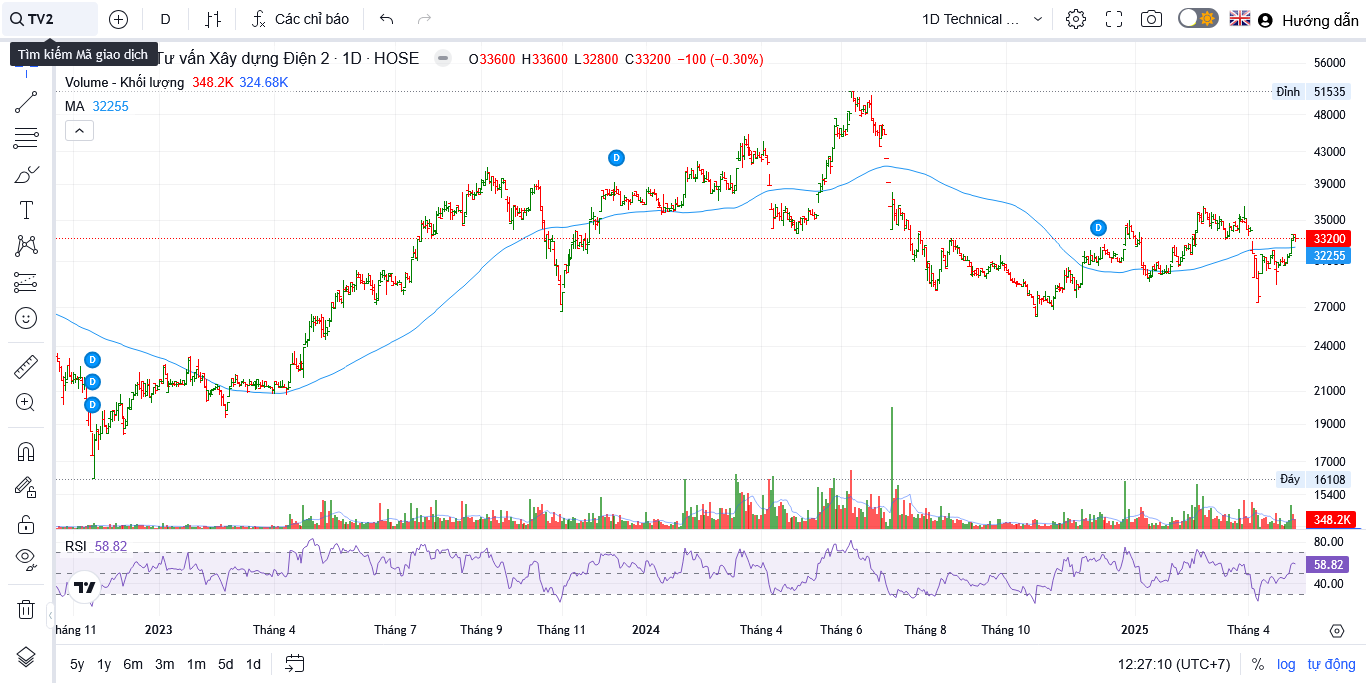 TV2
D
Các chỉ báo
1D Technical ...
Hướng dẫn
Tìm kiếm Mã giao dịch
Tư vấn Xây dựng Điện 2 · 1D · HOSE
O33600 H33600 L32800 C33200 −100 (−0.30%)
Volume - Khối lượng 348.2K 324.68K
MA 32255
56000
Đỉnh 51535
48000
43000
39000
35000
33200
32255
27000
24000
21000
19000
17000
Đáy 16108
15400
348.2K
D
D
D
D
D
RSI 58.82
80.00
58.82
40.00
háng 11 2023 Tháng 4 Tháng 7 Tháng 9 Tháng 11 2024 Tháng 4 Tháng 6 Tháng 8 Tháng 10 2025 Tháng 4
5y 1y 6m 3m 1m 5d 1d
12:27:10 (UTC+7) % log tự động